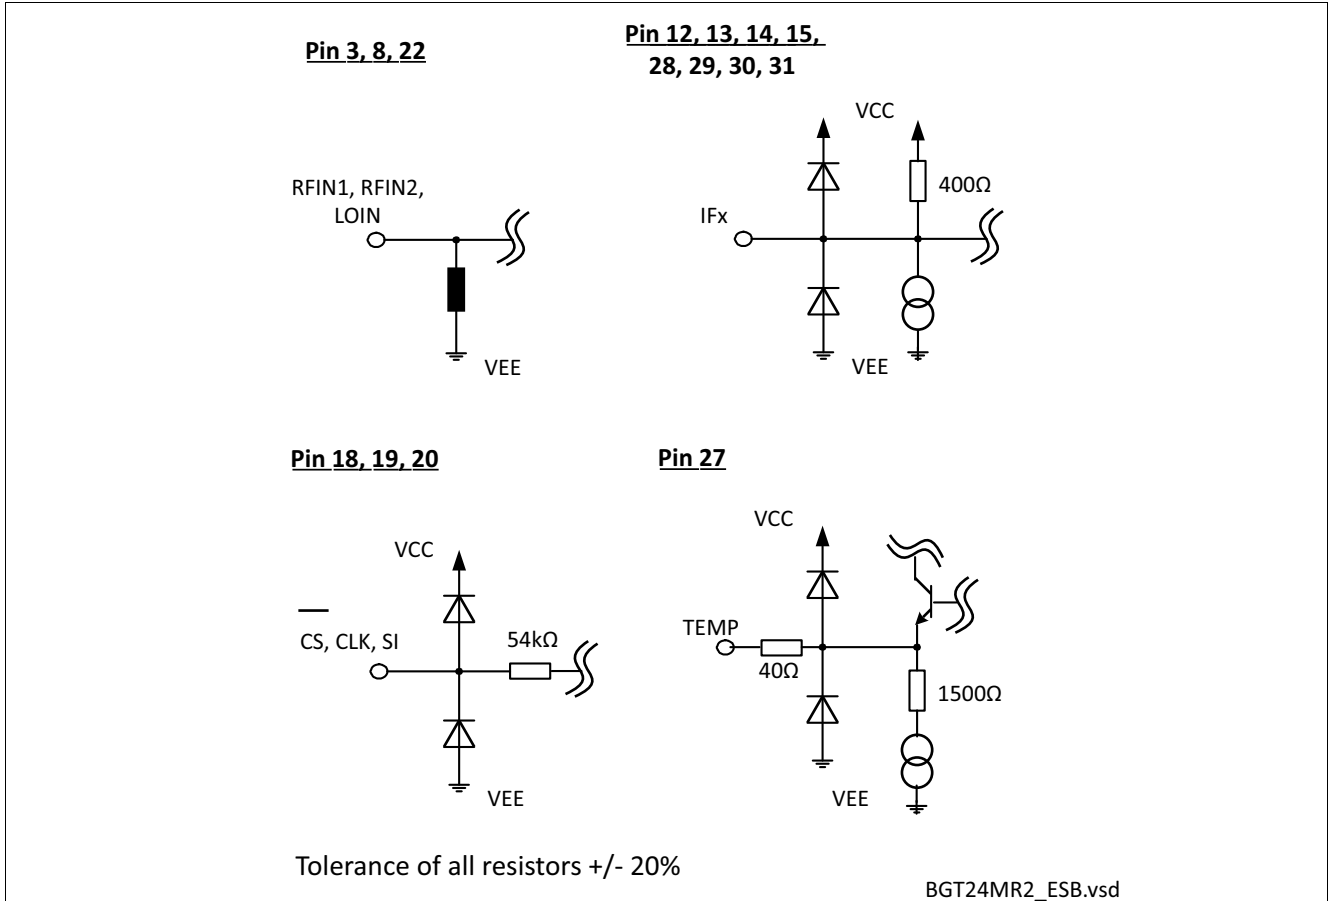 Pin 3, 8, 22
Pin 12, 13, 14, 15,
28, 29, 30, 31
RFIN1, RFIN2,
LOIN
VEE
VCC
400Ω
IFx
VEE
Pin 18, 19, 20
Pin 27
VCC
CS, CLK, SI
54kΩ
VEE
VCC
TEMP
40Ω
1500Ω
VEE
Tolerance of all resistors +/- 20%
BGT24MR2_ESB.vsd